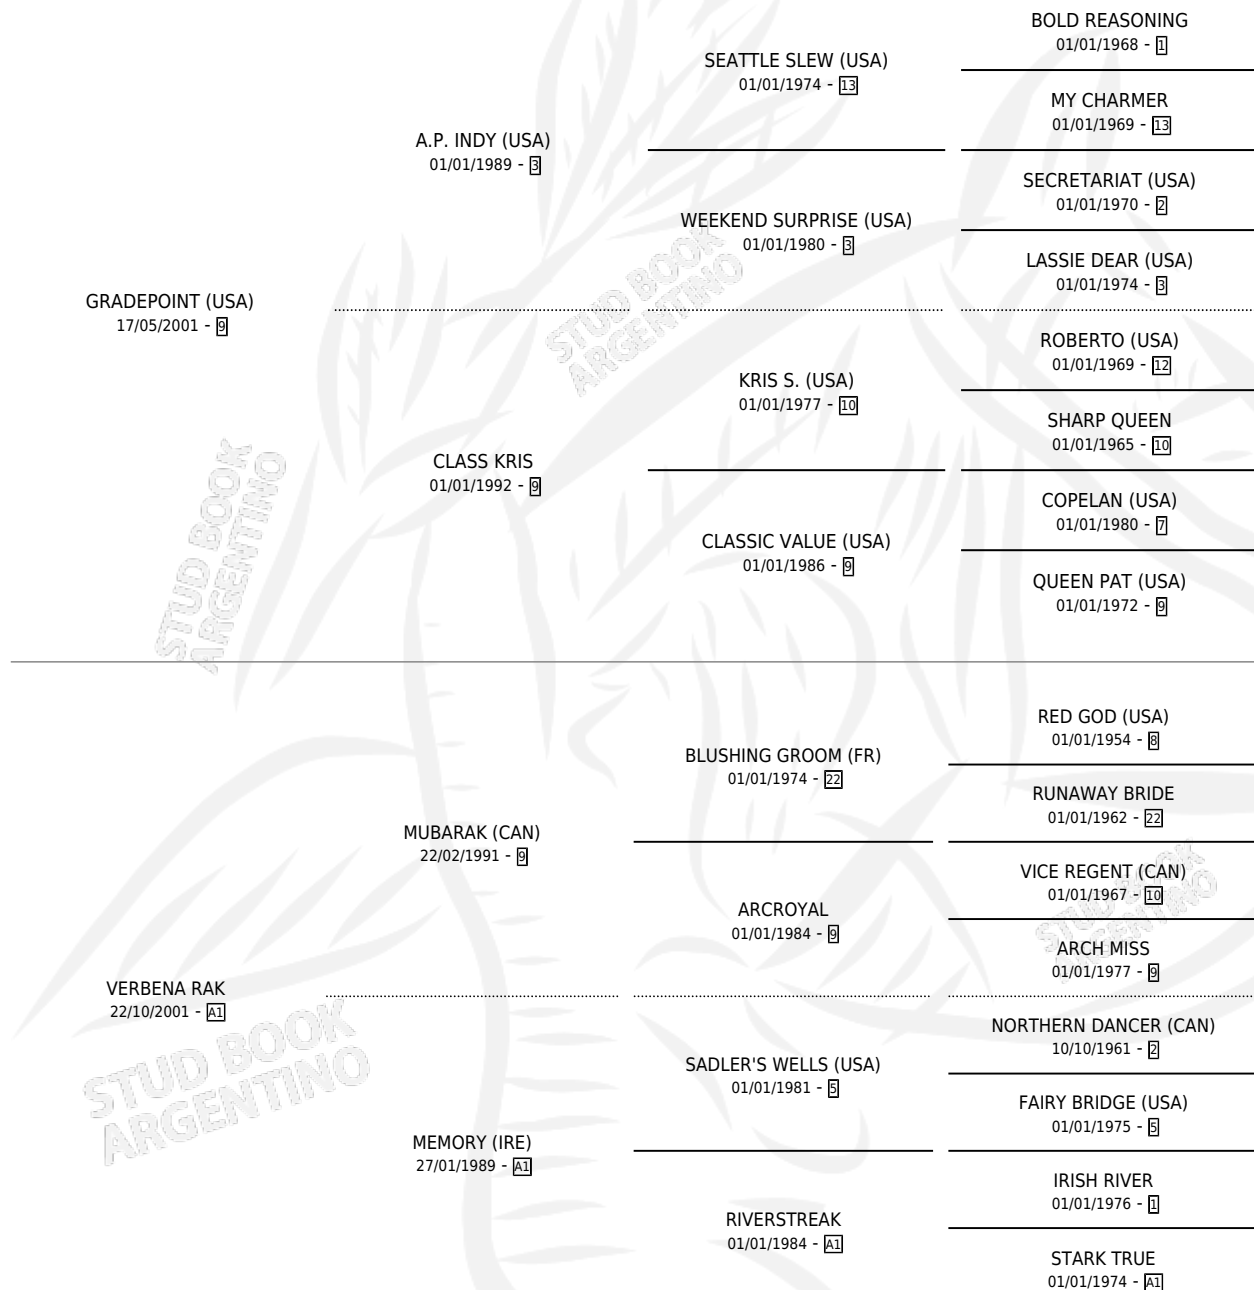 BOLD REASONING
01/01/1968 - 1
SEATTLE SLEW (USA)
01/01/1974 - 13
MY CHARMER
01/01/1969 - 13
A.P. INDY (USA)
01/01/1989 - 3
SECRETARIAT (USA)
01/01/1970 - 2
WEEKEND SURPRISE (USA)
01/01/1980 - 3
LASSIE DEAR (USA)
01/01/1974 - 3
STUD BOOK
ARGENTINO
GRADEPOINT (USA)
17/05/2001 - 9
ROBERTO (USA)
01/01/1969 - 12
KRIS S. (USA)
01/01/1977 - 10
SHARP QUEEN
01/01/1965 - 10
CLASS KRIS
01/01/1992 - 9
COPELAN (USA)
01/01/1980 - 7
CLASSIC VALUE (USA)
01/01/1986 - 9
QUEEN PAT (USA)
01/01/1972 - 9
STUD BOOK
ARGENTINO
RED GOD (USA)
01/01/1954 - 8
BLUSHING GROOM (FR)
01/01/1974 - 22
RUNAWAY BRIDE
01/01/1962 - 22
MUBARAK (CAN)
22/02/1991 - 9
VICE REGENT (CAN)
01/01/1967 - 10
ARCROYAL
01/01/1984 - 9
ARCH MISS
01/01/1977 - 9
STUD BOOK
ARGENTINO
VERBENA RAK
22/10/2001 - A1
NORTHERN DANCER (CAN)
10/10/1961 - 2
SADLER'S WELLS (USA)
01/01/1981 - 5
FAIRY BRIDGE (USA)
01/01/1975 - 5
STUD BOOK
ARGENTINO
MEMORY (IRE)
27/01/1989 - A1
IRISH RIVER
01/01/1976 - 1
RIVERSTREAK
01/01/1984 - A1
STARK TRUE
01/01/1974 - A1